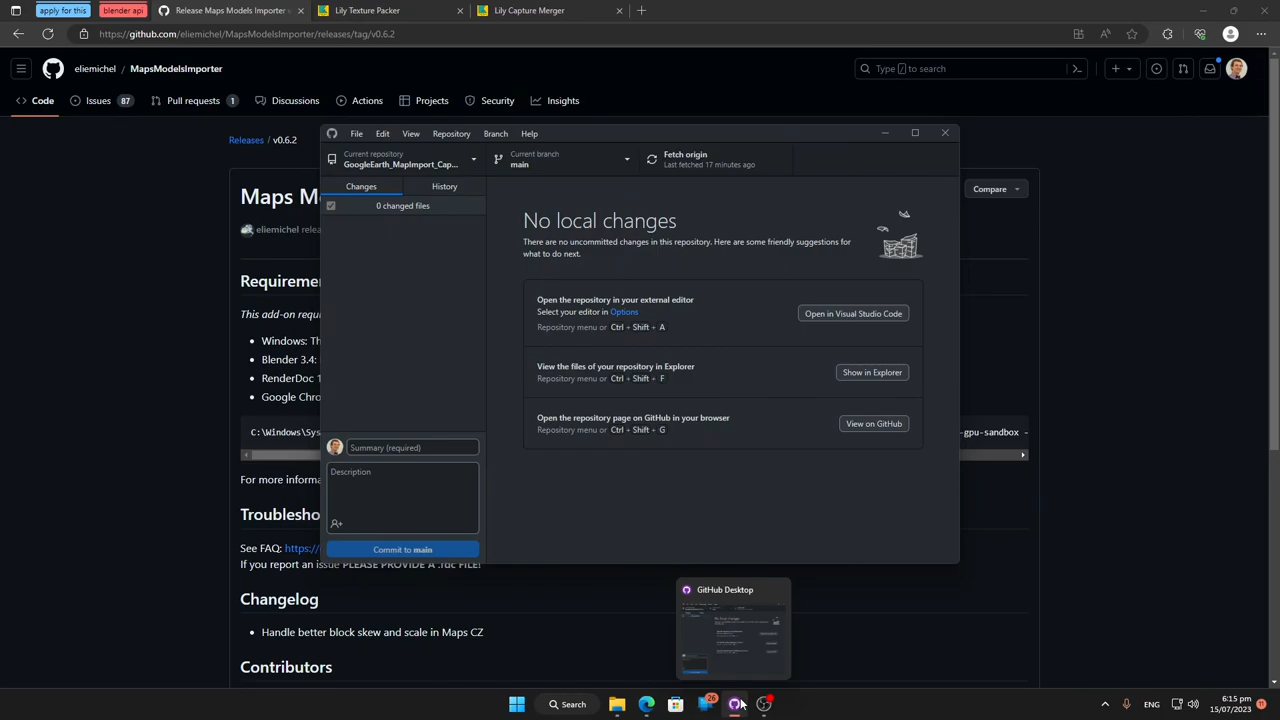 apply for this
blender api
Release Maps Models Importer v
Lily Texture Packer
Lily Capture Merger
https://github.com/eliemichel/MapsModelsImporter/releases/tag/v0.6.2
eliemichel / MapsModelsImporter
Type / to search
Code
Issues 87
Pull requests 1
Discussions
Actions
Projects
Security
Insights
Releases / v0.6.2
Maps M
Compare
eliemichel relea
File Edit View Repository Branch Help
Current repository
GoogleEarth_MapImport_Cap...
Current branch
main
Fetch origin
Last fetched 17 minutes ago
Changes
History
0 changed files
No local changes
There are no uncommitted changes in this repository. Here are some friendly suggestions for
what to do next.
Open the repository in your external editor
Select your editor in Options
Repository menu or Ctrl + Shift + A
Open in Visual Studio Code
View the files of your repository in Explorer
Repository menu or Ctrl + Shift + F
Show in Explorer
Open the repository page on GitHub in your browser
Repository menu or Ctrl + Shift + G
View on GitHub
Summary (required)
Description
Commit to main
Requireme
This add-on requi
Windows: Th
Blender 3.4:
RenderDoc 1
Google Chro
C:\Windows\Sys
-gpu-sandbox -
For more informa
Troublesho
See FAQ: https://
If you report an issue PLEASE PROVIDE A .rdc FILE!
Changelog
Handle better block skew and scale in Maps CZ
Contributors
GitHub Desktop
Search
26
ENG
6:15 pm
15/07/2023
11